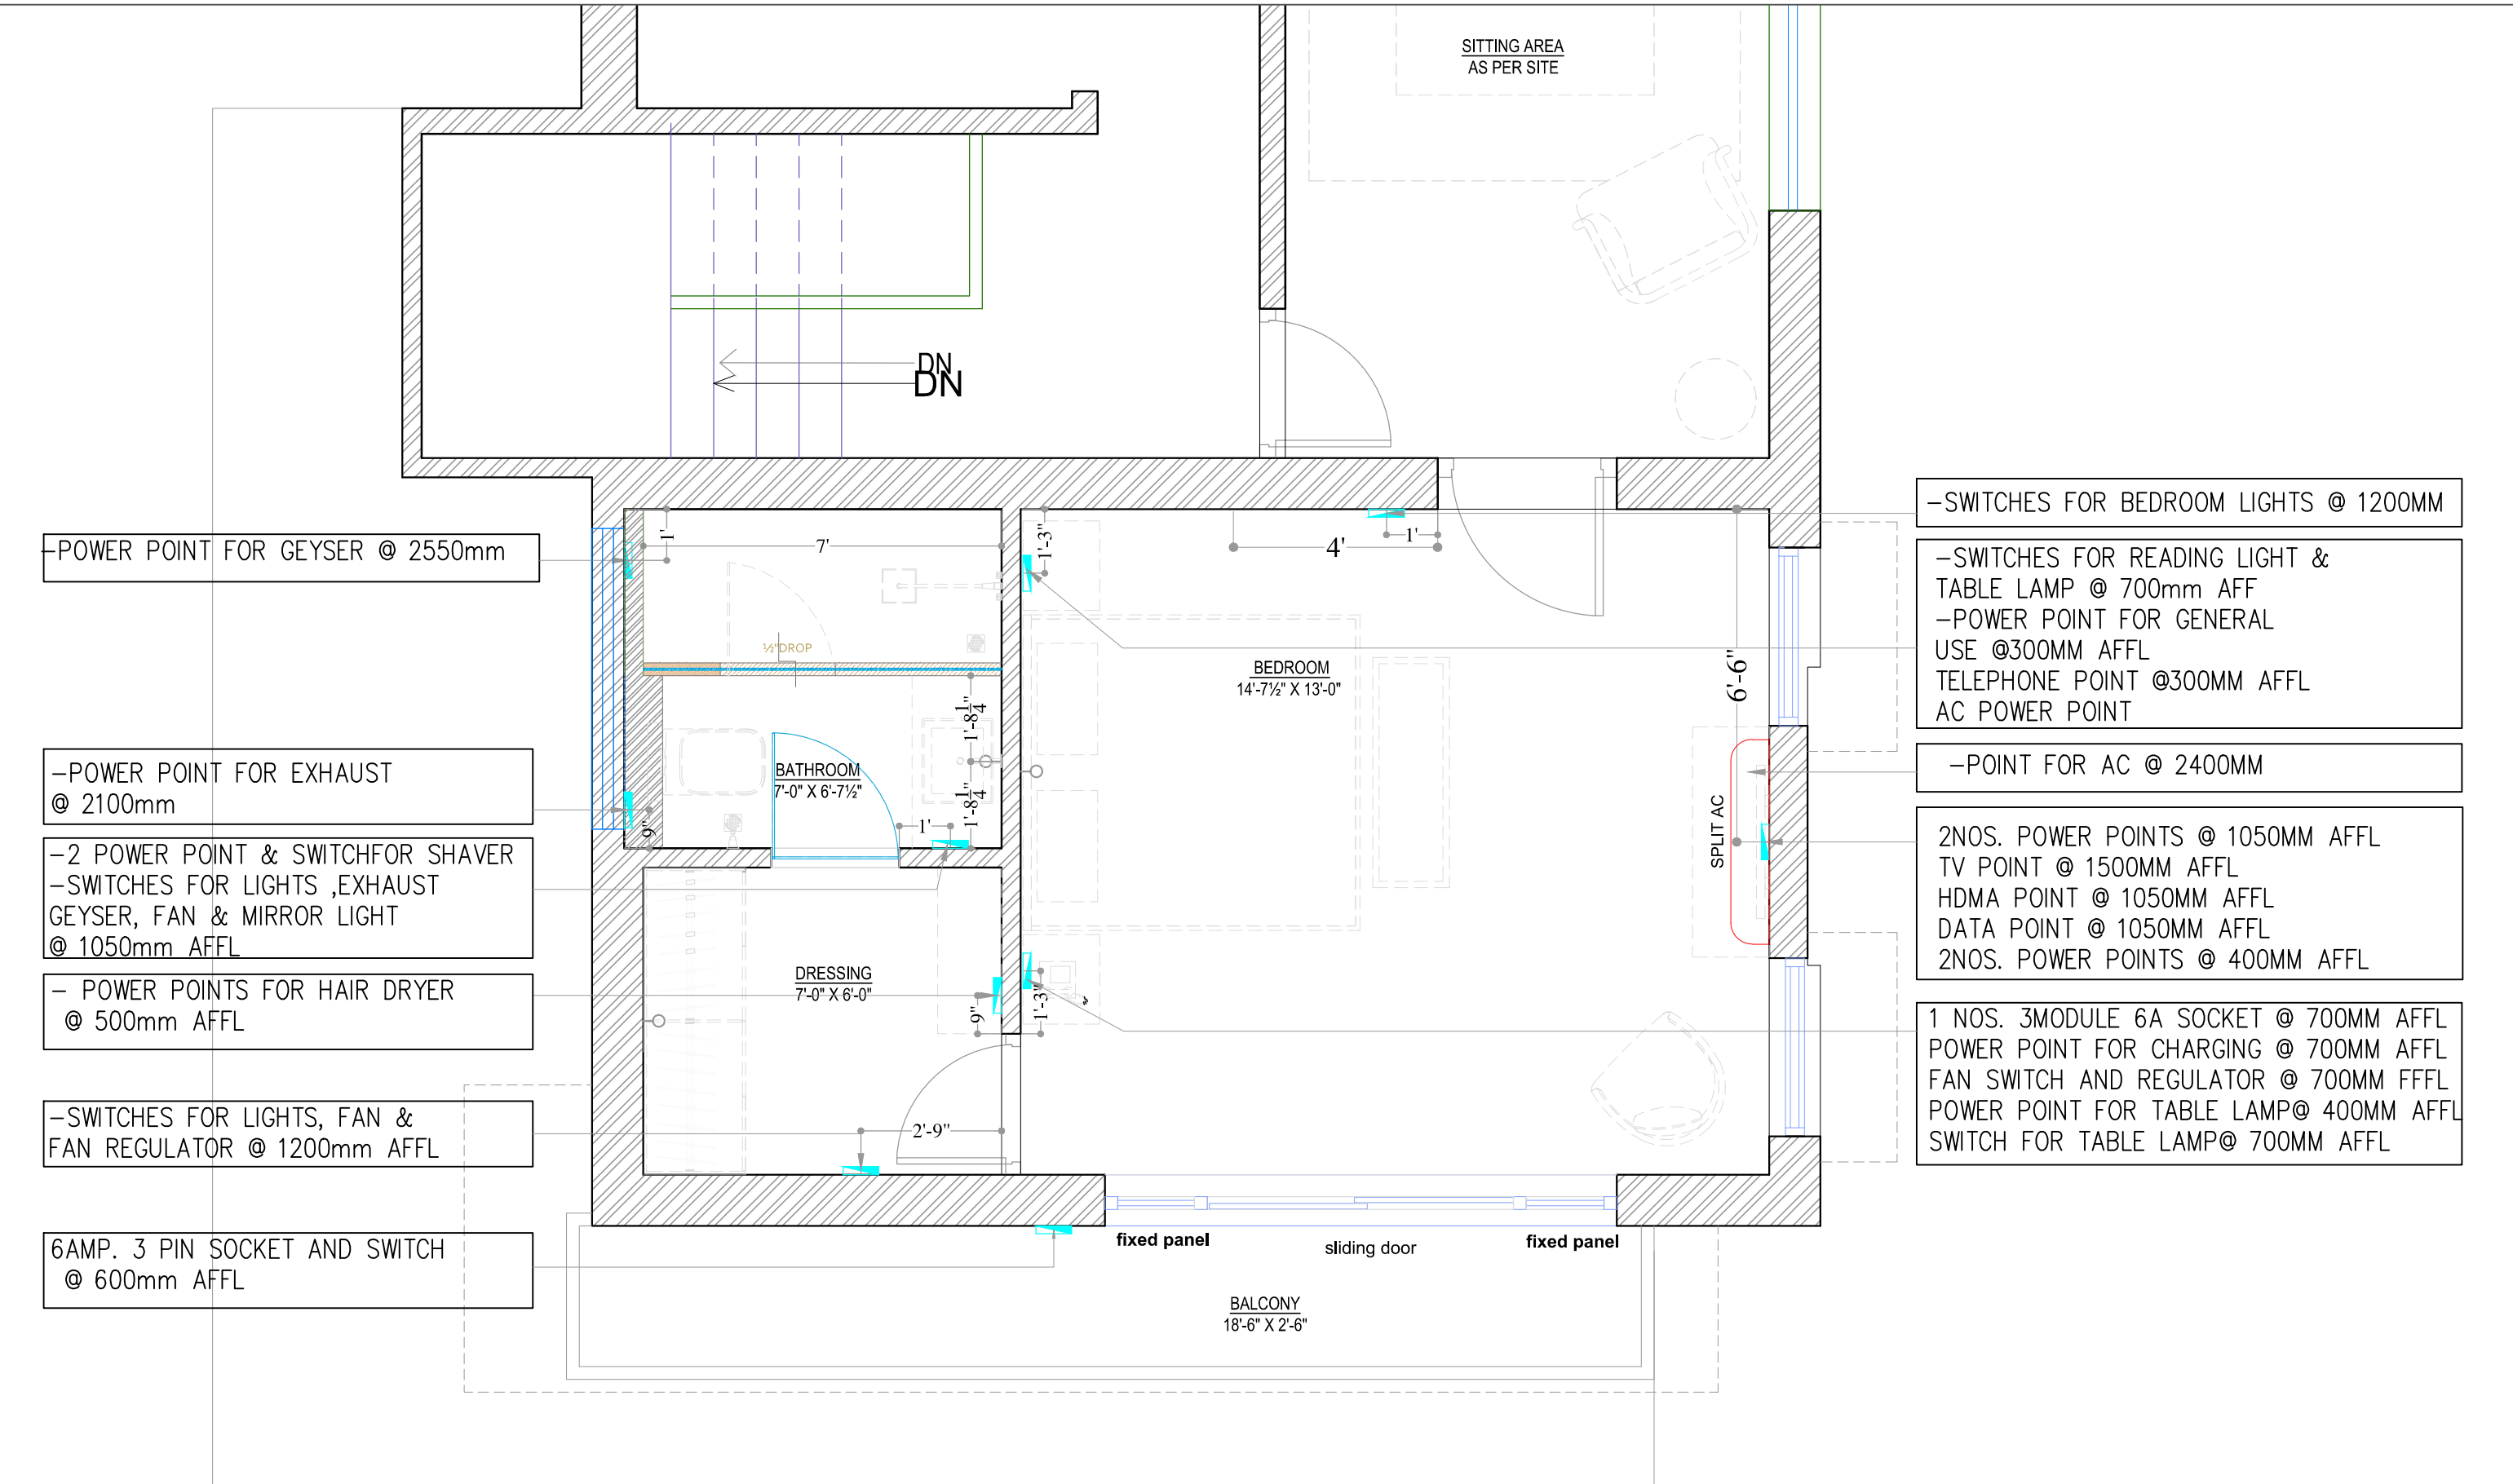 SITTING AREA
AS PER SITE
DN
DN
-POWER POINT FOR GEYSER @ 2550mm
-POWER POINT FOR EXHAUST
@ 2100mm
-2 POWER POINT & SWITCHFOR SHAVER
-SWITCHES FOR LIGHTS ,EXHAUST
GEYSER, FAN & MIRROR LIGHT
@ 1050mm AFFL
- POWER POINTS FOR HAIR DRYER
@ 500mm AFFL
-SWITCHES FOR LIGHTS, FAN &
FAN REGULATOR @ 1200mm AFFL
6AMP. 3 PIN SOCKET AND SWITCH
@ 600mm AFFL
1'
7'
½"DROP
1'-8¼"
BATHROOM
7'-0" X 6'-7½"
1'-8¼"
1'
9"
DRESSING
7'-0" X 6'-0"
9"
1'-3"
2'-9"
1'-3"
4'
1'
BEDROOM
14'-7½" X 13'-0"
6'-6"
SPLIT AC
fixed panel
sliding door
fixed panel
BALCONY
18'-6" X 2'-6"
-SWITCHES FOR BEDROOM LIGHTS @ 1200MM
-SWITCHES FOR READING LIGHT &
TABLE LAMP @ 700mm AFF
-POWER POINT FOR GENERAL
USE @300MM AFFL
TELEPHONE POINT @300MM AFFL
AC POWER POINT
-POINT FOR AC @ 2400MM
2NOS. POWER POINTS @ 1050MM AFFL
TV POINT @ 1500MM AFFL
HDMA POINT @ 1050MM AFFL
DATA POINT @ 1050MM AFFL
2NOS. POWER POINTS @ 400MM AFFL
1 NOS. 3MODULE 6A SOCKET @ 700MM AFFL
POWER POINT FOR CHARGING @ 700MM AFFL
FAN SWITCH AND REGULATOR @ 700MM FFFL
POWER POINT FOR TABLE LAMP@ 400MM AFFL
SWITCH FOR TABLE LAMP@ 700MM AFFL